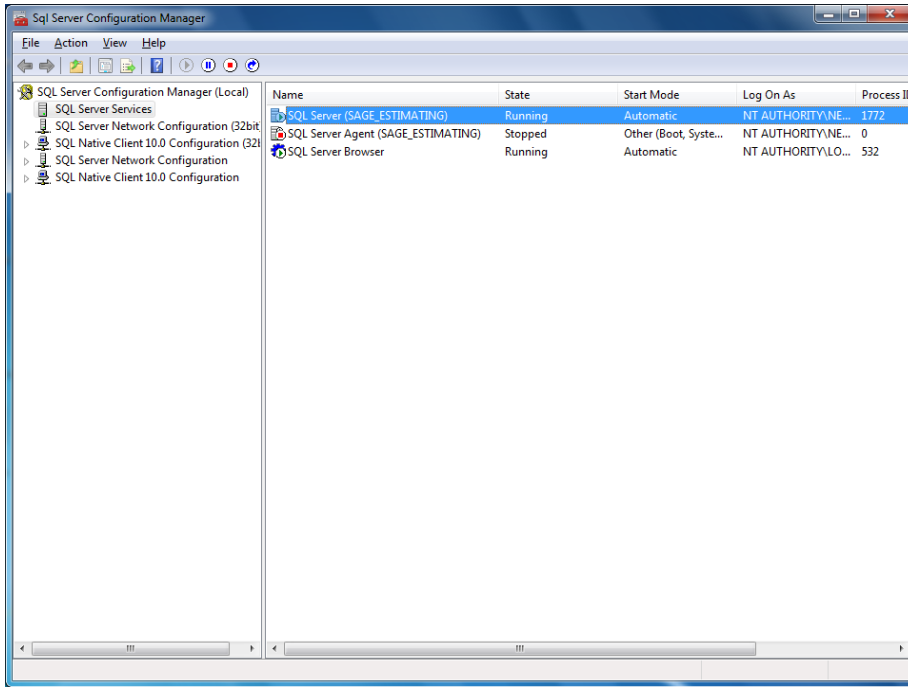 Sql Server Configuration Manager
File Action View Help
SQL Server Configuration Manager (Local)
SQL Server Services
SQL Server Network Configuration (32bit
SQL Native Client 10.0 Configuration (32b
SQL Server Network Configuration
SQL Native Client 10.0 Configuration
Name State Start Mode Log On As Process ID
SQL Server (SAGE_ESTIMATING) Running Automatic NT AUTHORITY\NE... 1772
SQL Server Agent (SAGE_ESTIMATING) Stopped Other (Boot, Syste... NT AUTHORITY\NE... 0
SQL Server Browser Running Automatic NT AUTHORITY\LO... 532